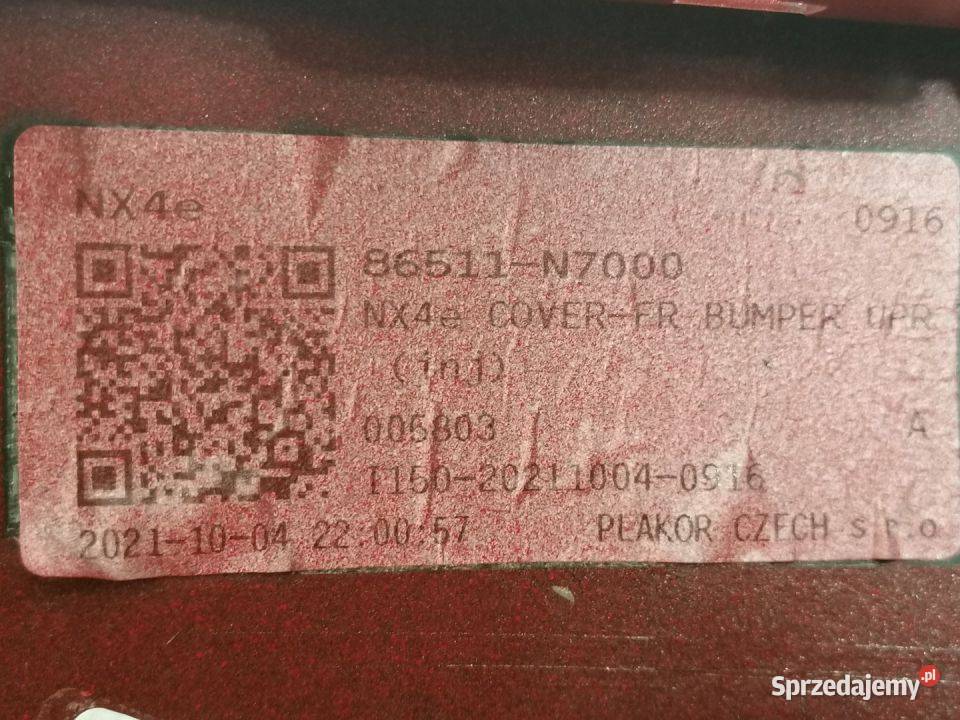 NX4e
0916
86511-N7000
NX4e COVER-FR BUMPER UPR
(inj)
006803 A
I150-20211004-0916
2021-10-04 22:00:57 PLAKOR CZECH s.r.o
Sprzedajemy.pl